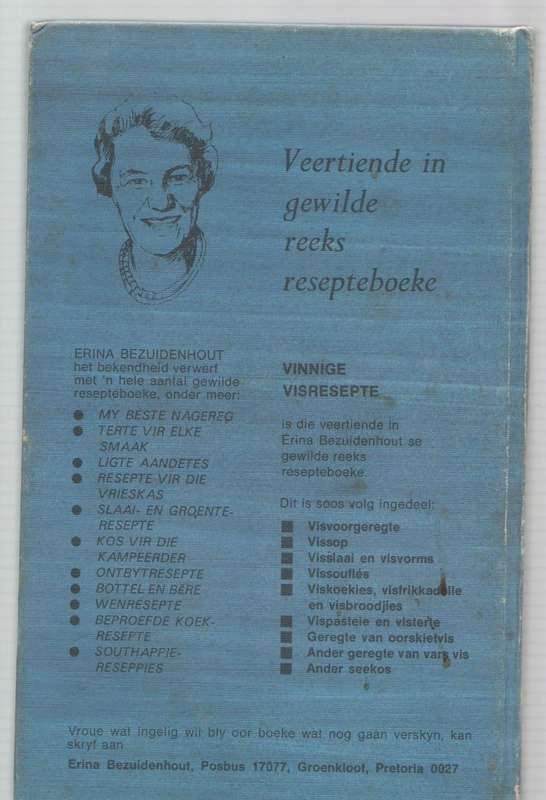 Veertiende in
gewilde
reeks
resepteboeke
ERINA BEZUIDENHOUT
het bekendheid verwerf
met 'n hele aantal gewilde
resepteboeke, onder meer:
● MY BESTE NAGEREG
● TERTE VIR ELKE
SMAAK
● LIGTE AANDETES
● RESEPTE VIR DIE
VRIESKAS
● SLAAI- EN GROENTE-
RESEPTE
● KOS VIR DIE
KAMPEERDER
● ONTBYTRESEPTE
● BOTTEL EN BÊRE
● WENRESEPTE
● BEPROEFDE KOEK-
RESEPTE
● SOUTHAPPIE-
RESEPPIES
VINNIGE
VISRESEPTE
is die veertiende in
Erina Bezuidenhout se
gewilde reeks
resepteboeke.
Dit is soos volg ingedeel:
■ Visvoorgeregte
■ Vissop
■ Visslaai en visvorms
■ Vissouflés
■ Viskoekies, visfrikkadelle
en visbroodjies
■ Vispasteie en visterte
■ Geregte van oorskietvis
■ Ander geregte van vars vis
■ Ander seekos
Vroue wat ingelig wil bly oor boeke wat nog gaan verskyn, kan
skryf aan
Erina Bezuidenhout, Posbus 17077, Groenkloof, Pretoria 0027